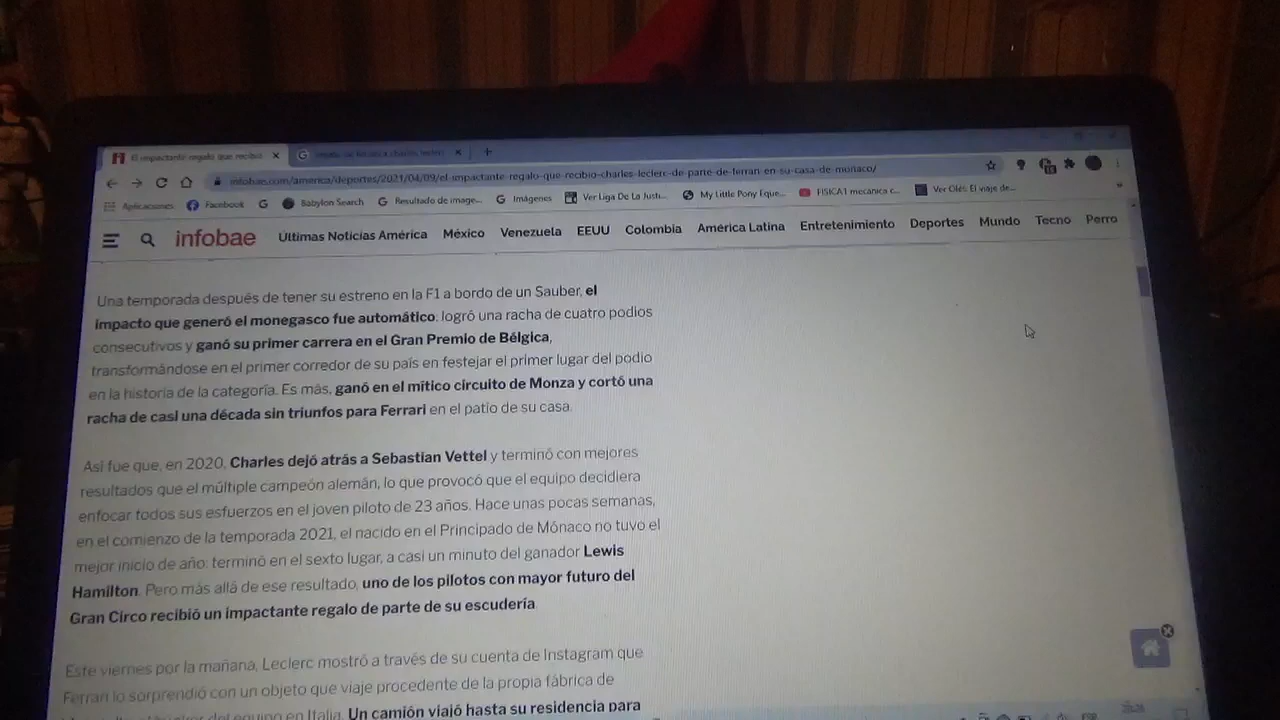 El impactante regalo que recibió
infobae.com/america/deportes/2021/04/09/el-impactante-regalo-que-recibio-charles-leclerc-de-parte-de-ferrari-en-su-casa-de-monaco/
Aplicaciones Facebook Babylon Search Resultado de image... Imágenes Ver Liga De La Justi... My Little Pony Eque... FISICA1 mecánica c... Ver Olés: El viaje de...
infobae Últimas Noticias América México Venezuela EEUU Colombia América Latina Entretenimiento Deportes Mundo Tecno Perro
Una temporada después de tener su estreno en la F1 a bordo de un Sauber, el
impacto que generó el monegasco fue automático: logró una racha de cuatro podios
consecutivos y ganó su primer carrera en el Gran Premio de Bélgica,
transformándose en el primer corredor de su país en festejar el primer lugar del podio
en la historia de la categoría. Es más, ganó en el mítico circuito de Monza y cortó una
racha de casi una década sin triunfos para Ferrari en el patio de su casa.
Así fue que, en 2020, Charles dejó atrás a Sebastian Vettel y terminó con mejores
resultados que el múltiple campeón alemán, lo que provocó que el equipo decidiera
enfocar todos sus esfuerzos en el joven piloto de 23 años. Hace unas pocas semanas,
en el comienzo de la temporada 2021, el nacido en el Principado de Mónaco no tuvo el
mejor inicio de año: terminó en el sexto lugar, a casi un minuto del ganador Lewis
Hamilton. Pero más allá de ese resultado, uno de los pilotos con mayor futuro del
Gran Circo recibió un impactante regalo de parte de su escudería.
Este viernes por la mañana, Leclerc mostró a través de su cuenta de Instagram que
Ferrari lo sorprendió con un objeto que viaje procedente de la propia fábrica de
del equipo en Italia. Un camión viajó hasta su residencia para